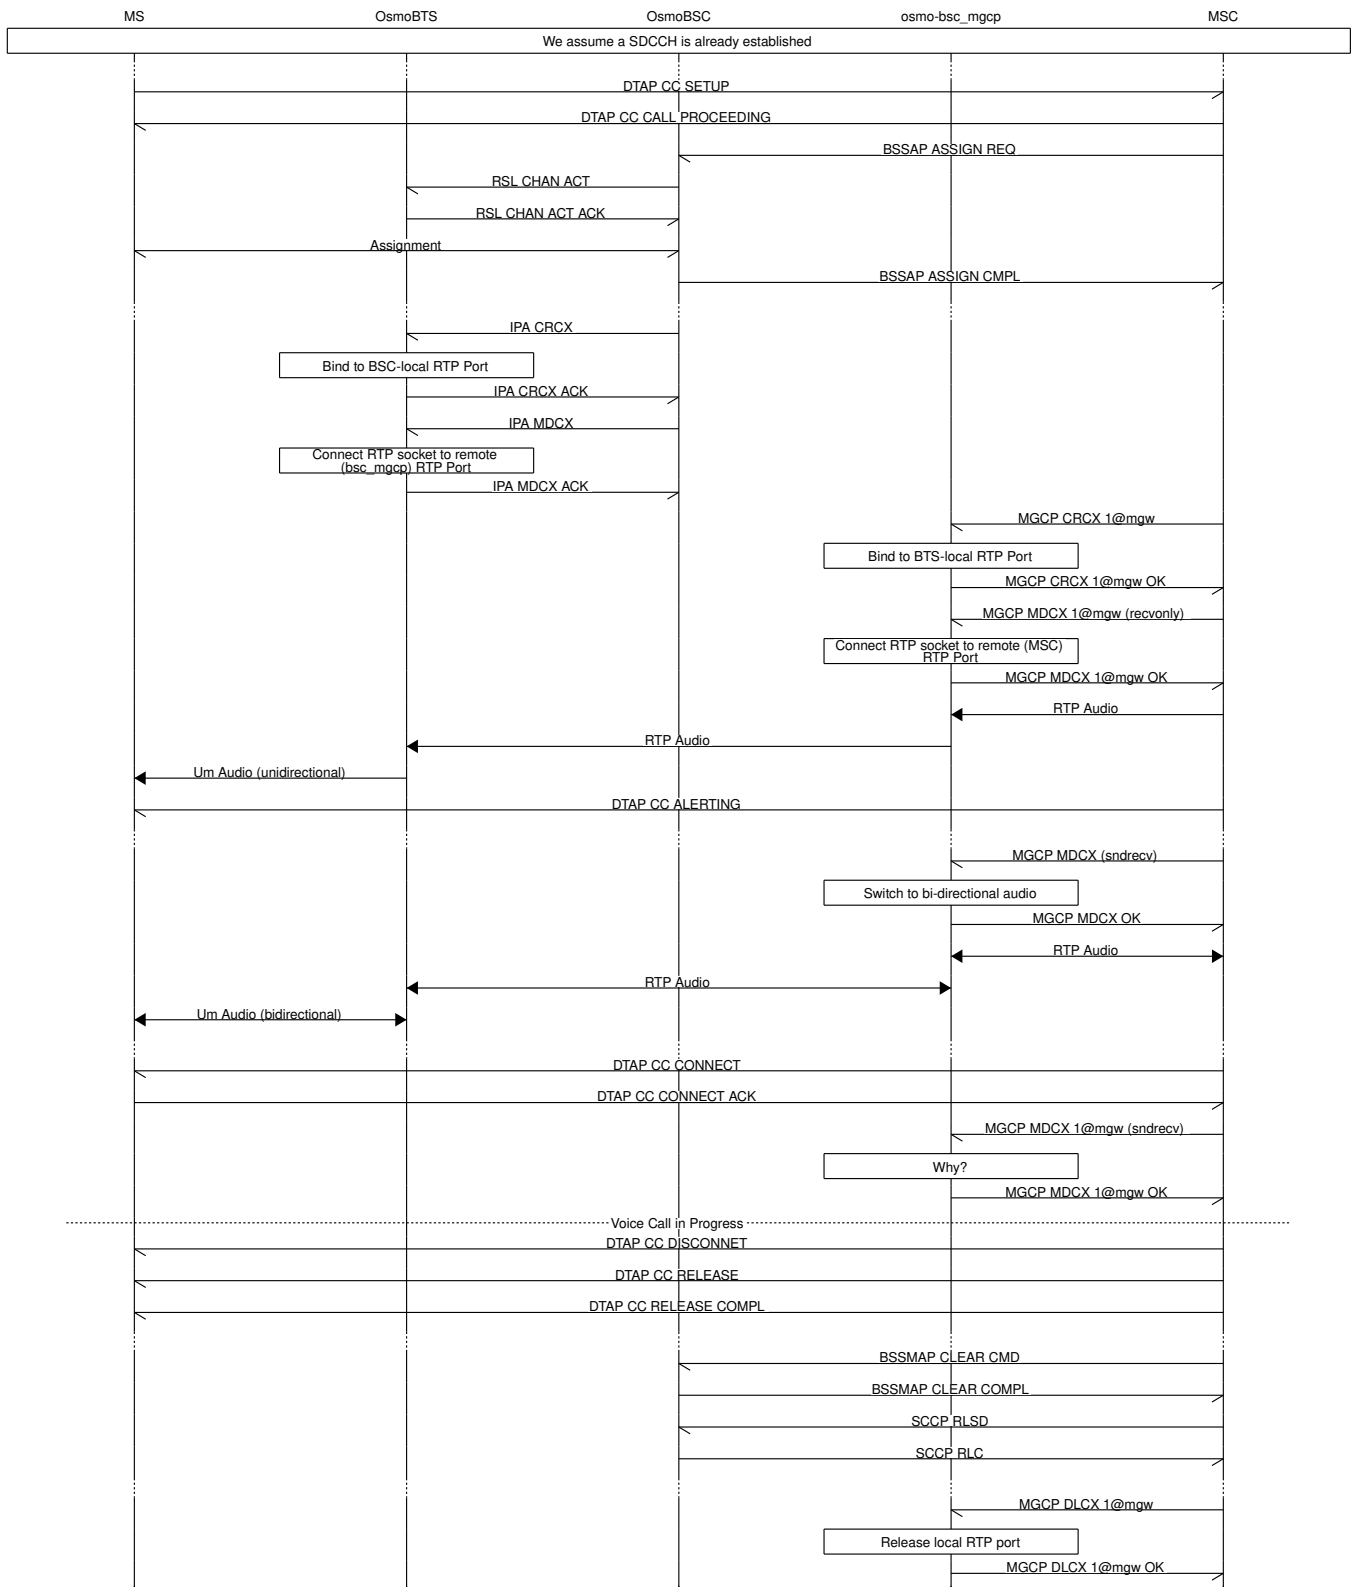 MS OsmoBTS OsmoBSC osmo-bsc_mgcp MSC
We assume a SDCCH is already established
DTAP CC SETUP
DTAP CC CALL PROCEEDING
BSSAP ASSIGN REQ
RSL CHAN ACT
RSL CHAN ACT ACK
Assignment
BSSAP ASSIGN CMPL
IPA CRCX
Bind to BSC-local RTP Port
IPA CRCX ACK
IPA MDCX
Connect RTP socket to remote
(bsc_mgcp) RTP Port
IPA MDCX ACK
MGCP CRCX 1@mgw
Bind to BTS-local RTP Port
MGCP CRCX 1@mgw OK
MGCP MDCX 1@mgw (recvonly)
Connect RTP socket to remote (MSC)
RTP Port
MGCP MDCX 1@mgw OK
RTP Audio
RTP Audio
Um Audio (unidirectional)
DTAP CC ALERTING
MGCP MDCX (sndrecv)
Switch to bi-directional audio
MGCP MDCX OK
RTP Audio
RTP Audio
Um Audio (bidirectional)
DTAP CC CONNECT
DTAP CC CONNECT ACK
MGCP MDCX 1@mgw (sndrecv)
Why?
MGCP MDCX 1@mgw OK
Voice Call in Progress
DTAP CC DISCONNET
DTAP CC RELEASE
DTAP CC RELEASE COMPL
BSSMAP CLEAR CMD
BSSMAP CLEAR COMPL
SCCP RLSD
SCCP RLC
MGCP DLCX 1@mgw
Release local RTP port
MGCP DLCX 1@mgw OK